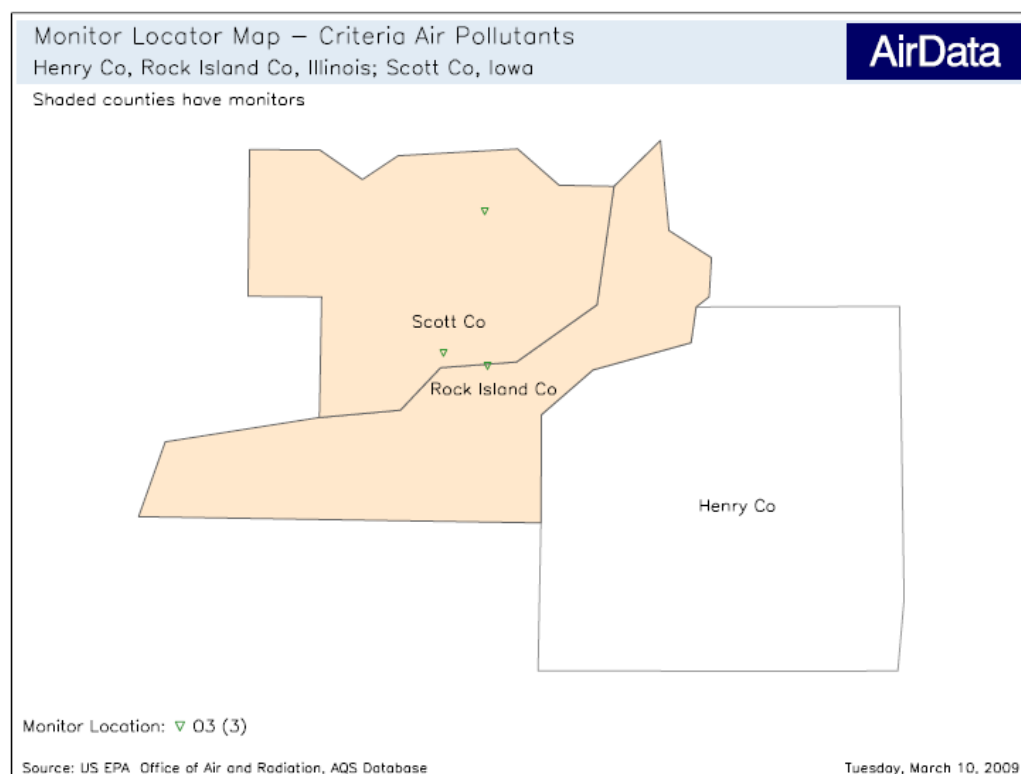 Monitor Locator Map - Criteria Air Pollutants
AirData
Henry Co, Rock Island Co, Illinois; Scott Co, Iowa
Shaded counties have monitors
Scott Co
Rock Island Co
Henry Co
Monitor Location: ▽ O3 (3)
Source: US EPA Office of Air and Radiation, AQS Database
Tuesday, March 10, 2009